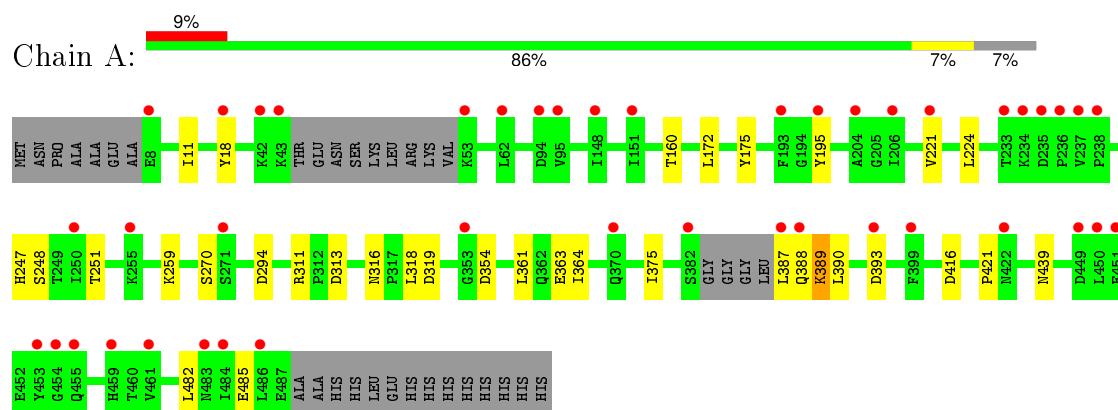 9%
Chain A:
86% 7% 7%
MET ASN PRO ALA ALA GLU ALA E8 I11 Y18 K42 K43 THR GLU ASN SER LYS LEU ARG LYS VAL K53 L62 D94 V95 I148 I151 T160 L172 Y175 F193 G194 Y195 A204 G205 I206 V221 L224 T233 K234 D235 P236 V237 P238
H247 S248 T249 I250 T251 K255 K259 S270 S271 D294 R311 P312 D313 N316 P317 L318 D319 G353 D354 L361 Q362 E363 I364 Q370 I375 S382 GLY GLY GLY LEU L387 Q388 K389 L390 D393 F399 D416 P421 N422 N439 D449 L450
E452 Y453 G454 Q455 H459 T460 V461 L482 N483 I484 E485 L486 E487 ALA ALA HIS HIS LEU GLU HIS HIS HIS HIS HIS HIS HIS HIS